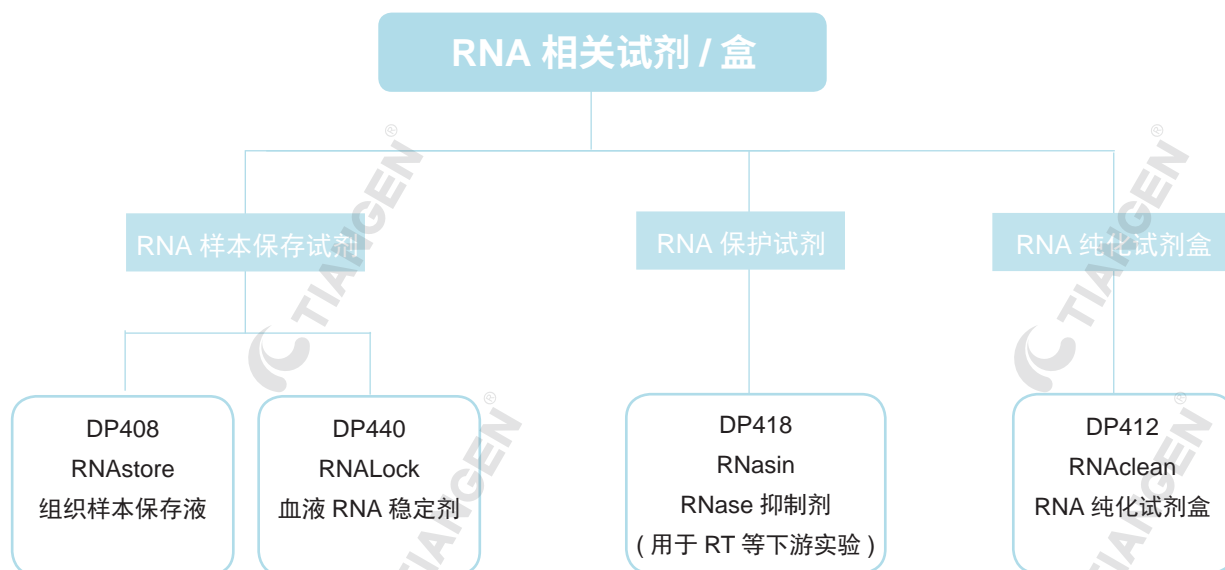 RNA 相关试剂 / 盒
RNA 样本保存试剂
RNA 保护试剂
RNA 纯化试剂盒
DP408
RNAstore
组织样本保存液
DP440
RNALock
血液 RNA 稳定剂
DP418
RNasin
RNase 抑制剂
( 用于 RT 等下游实验 )
DP412
RNAclean
RNA 纯化试剂盒
TIANGEN®
TIANGEN®
TIANGEN®
TIANGEN®